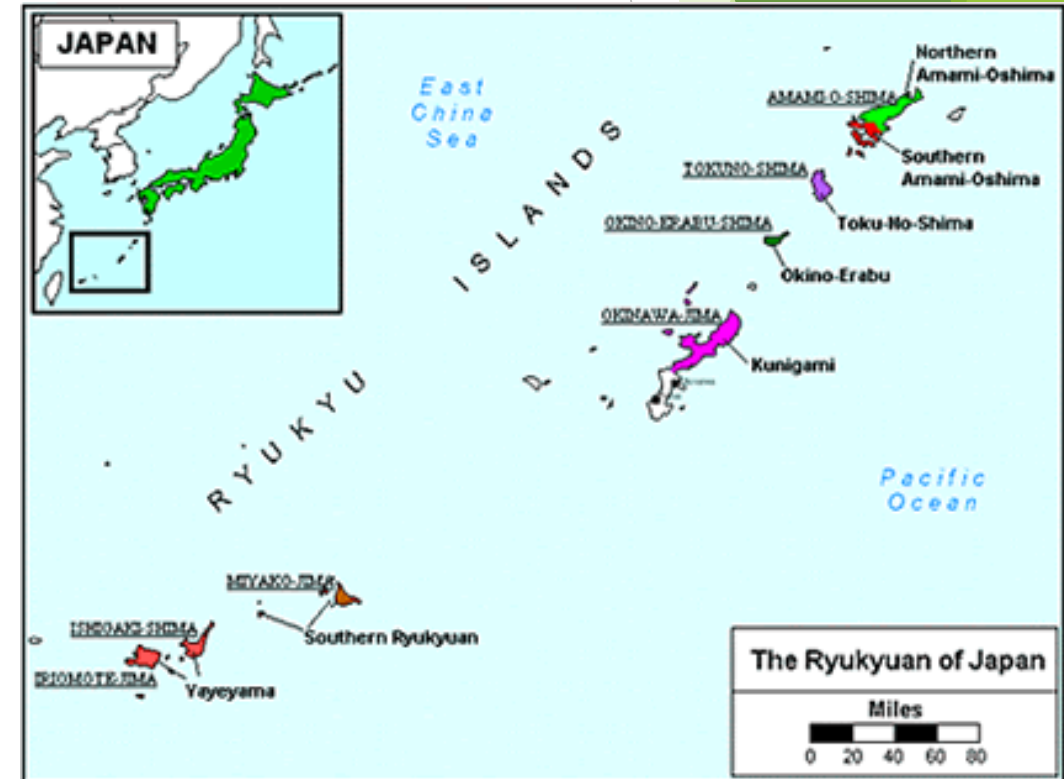 JAPAN
East
China
Sea
Northern
Amami-Oshima
AMAMI-O-SHIMA
Southern
Amami-Oshima
TOKUNO-SHIMA
Toku-No-Shima
OKINO-ERABU-SHIMA
Okino-Erabu
OKINAWA-JIMA
Kunigami
RYUKYU ISLANDS
Pacific
Ocean
MIYAKO-JIMA
Southern Ryukyuan
ISHIGAKI-SHIMA
IRIOMOTE-JIMA
Yayeyama
The Ryukyuan of Japan
Miles
0 20 40 60 80